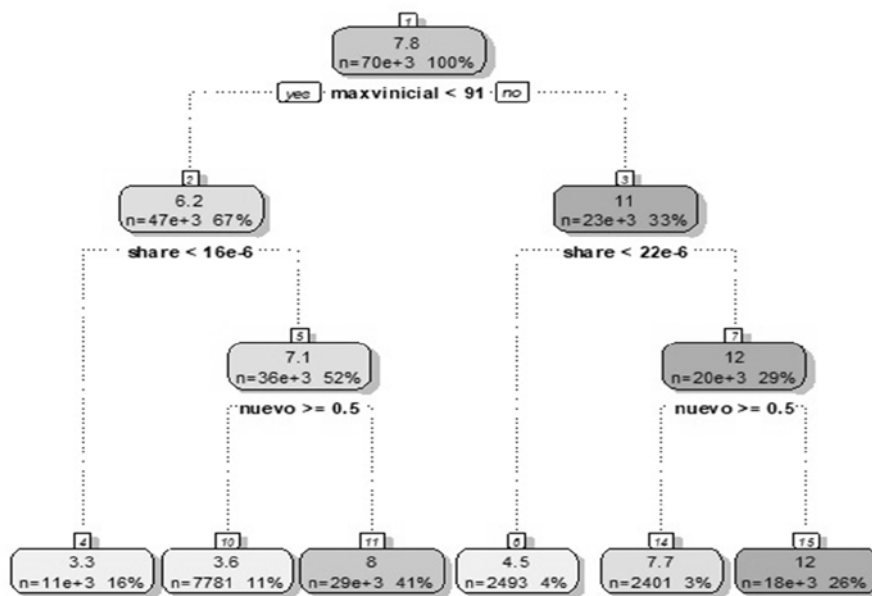 1
7.8
n=70e+3 100%
yes maxvinicial < 91 no
2
6.2
n=47e+3 67%
share < 16e-6
3
11
n=23e+3 33%
share < 22e-6
5
7.1
n=36e+3 52%
nuevo >= 0.5
7
12
n=20e+3 29%
nuevo >= 0.5
4
3.3
n=11e+3 16%
10
3.6
n=7781 11%
11
8
n=29e+3 41%
6
4.5
n=2493 4%
14
7.7
n=2401 3%
15
12
n=18e+3 26%